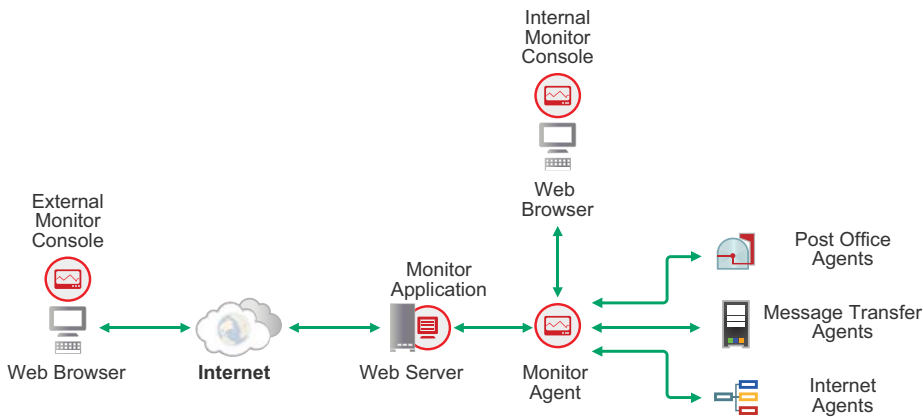 Internal
Monitor
Console
Web
Browser
External
Monitor
Console
Web Browser
Internet
Monitor
Application
Web Server
Monitor
Agent
Post Office
Agents
Message Transfer
Agents
Internet
Agents